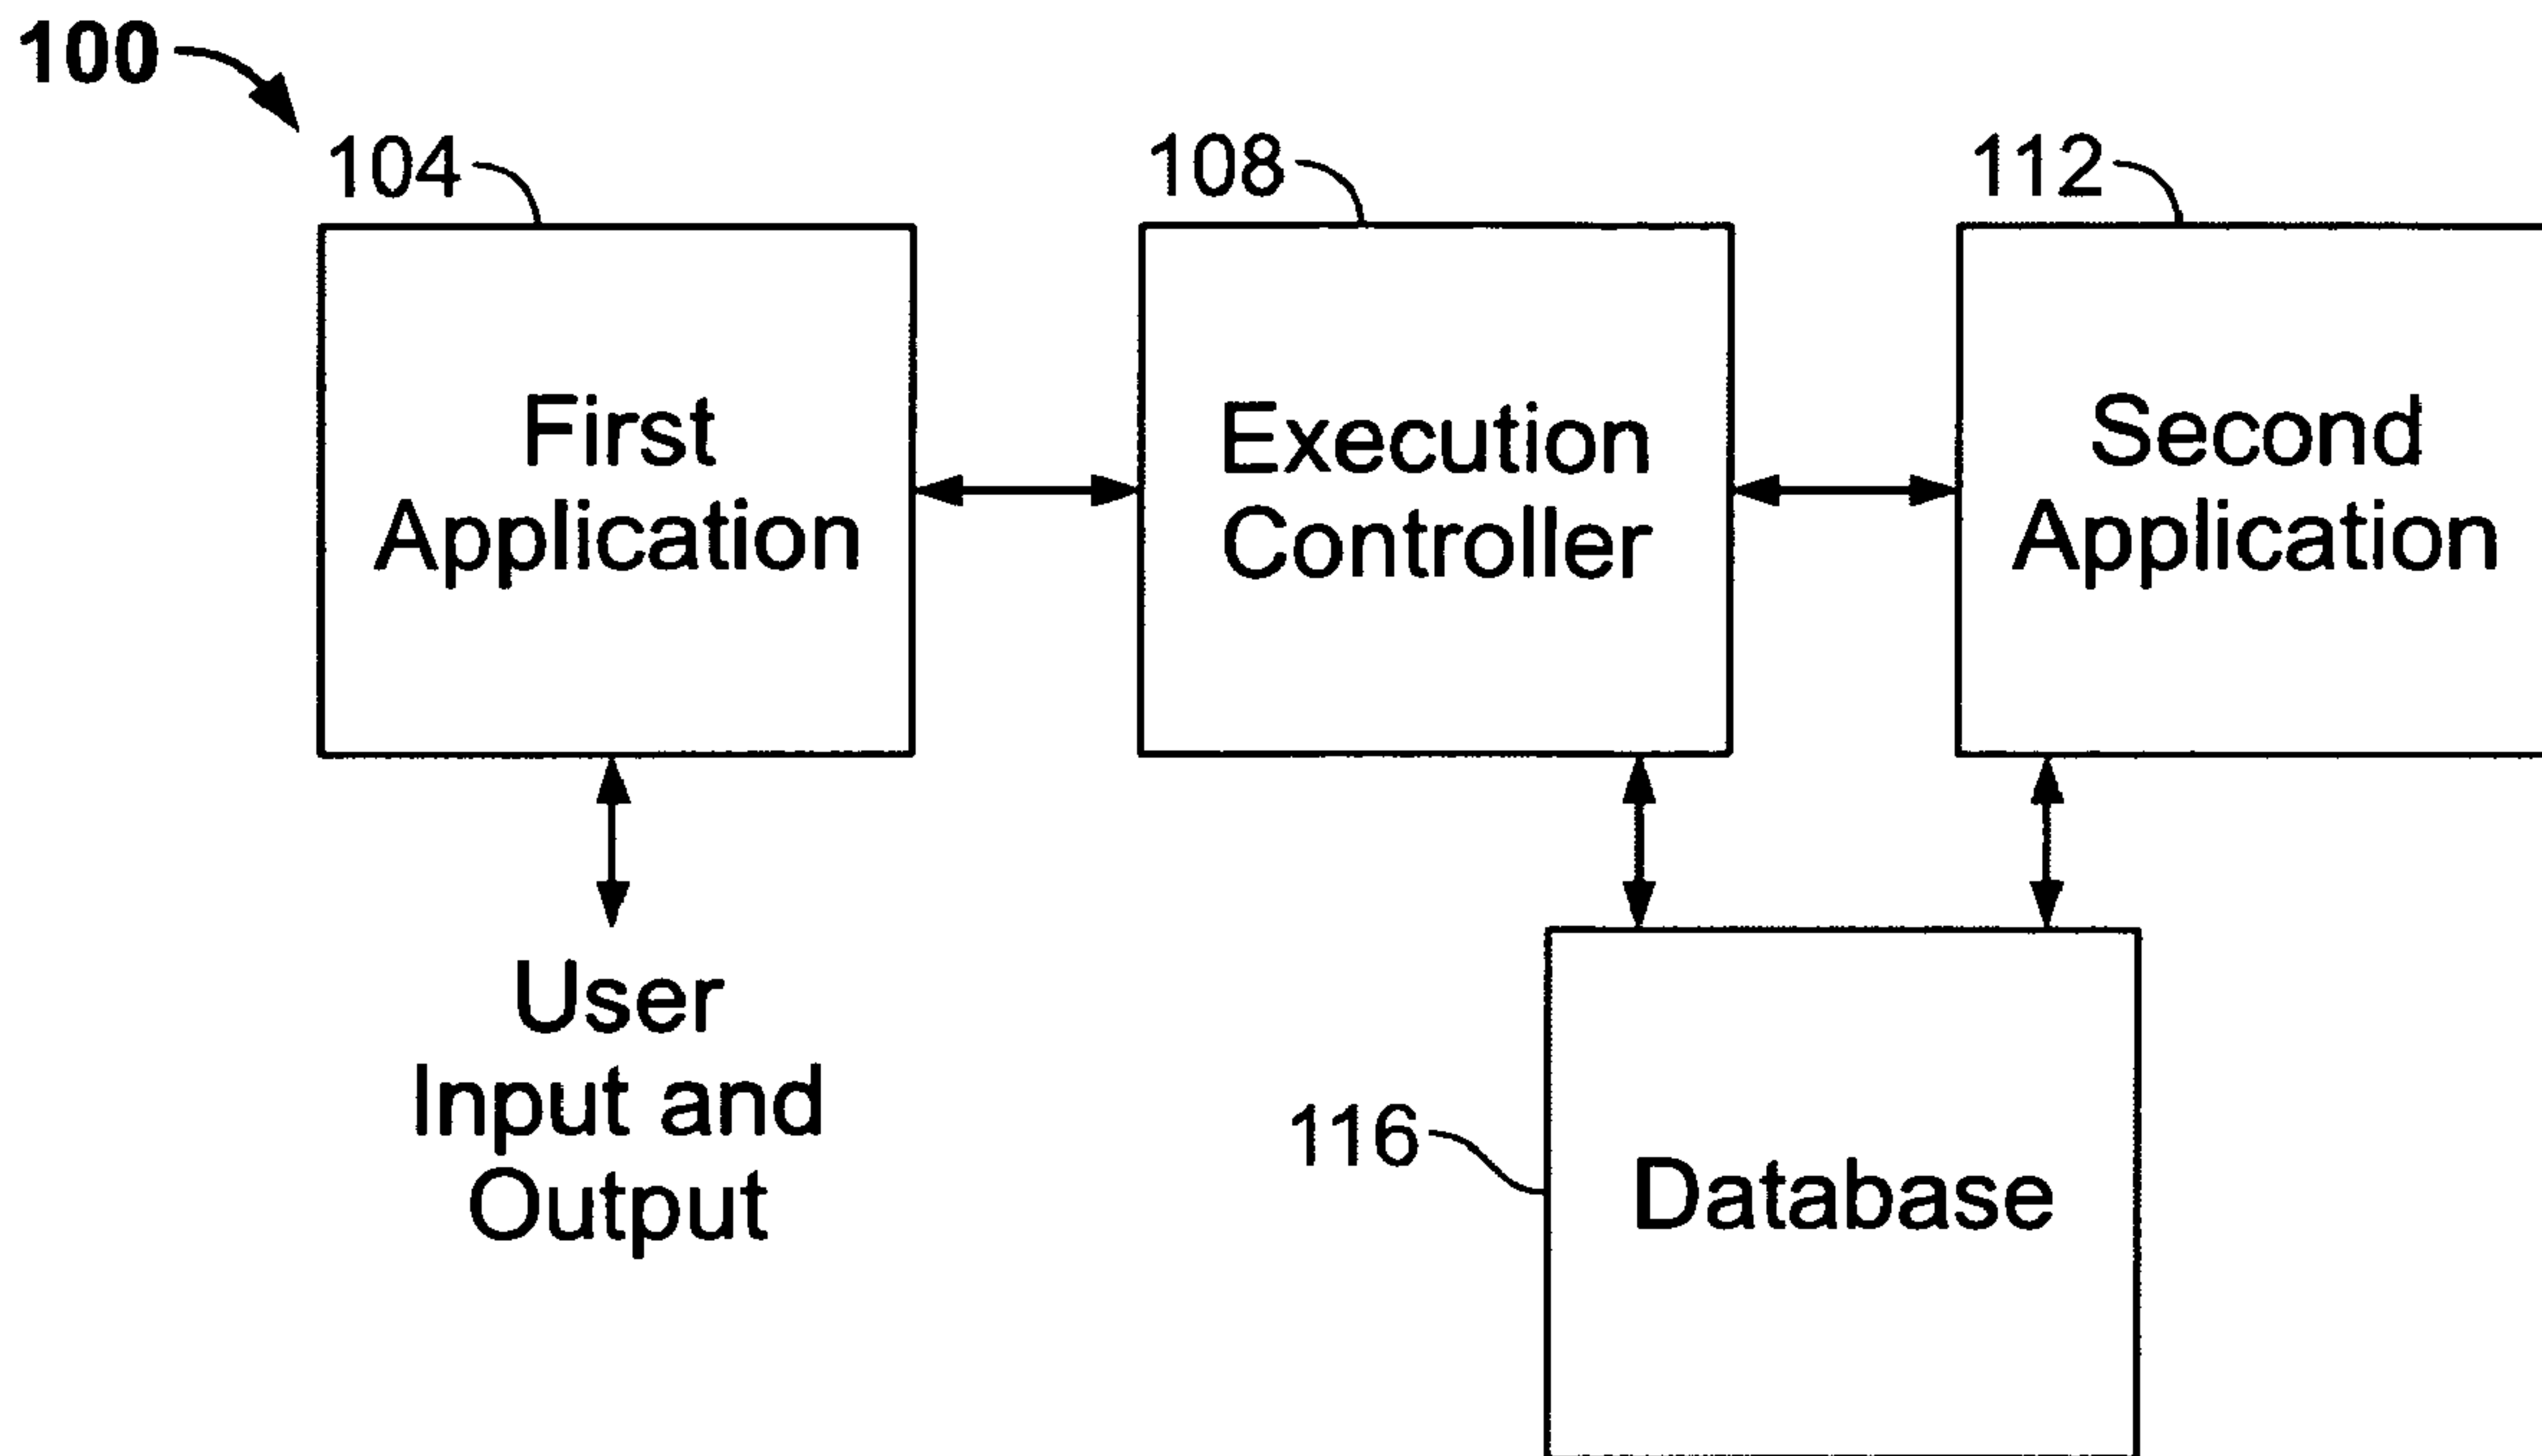 100
104
108
112
First
Application
Execution
Controller
Second
Application
User
Input and
Output
116
Database